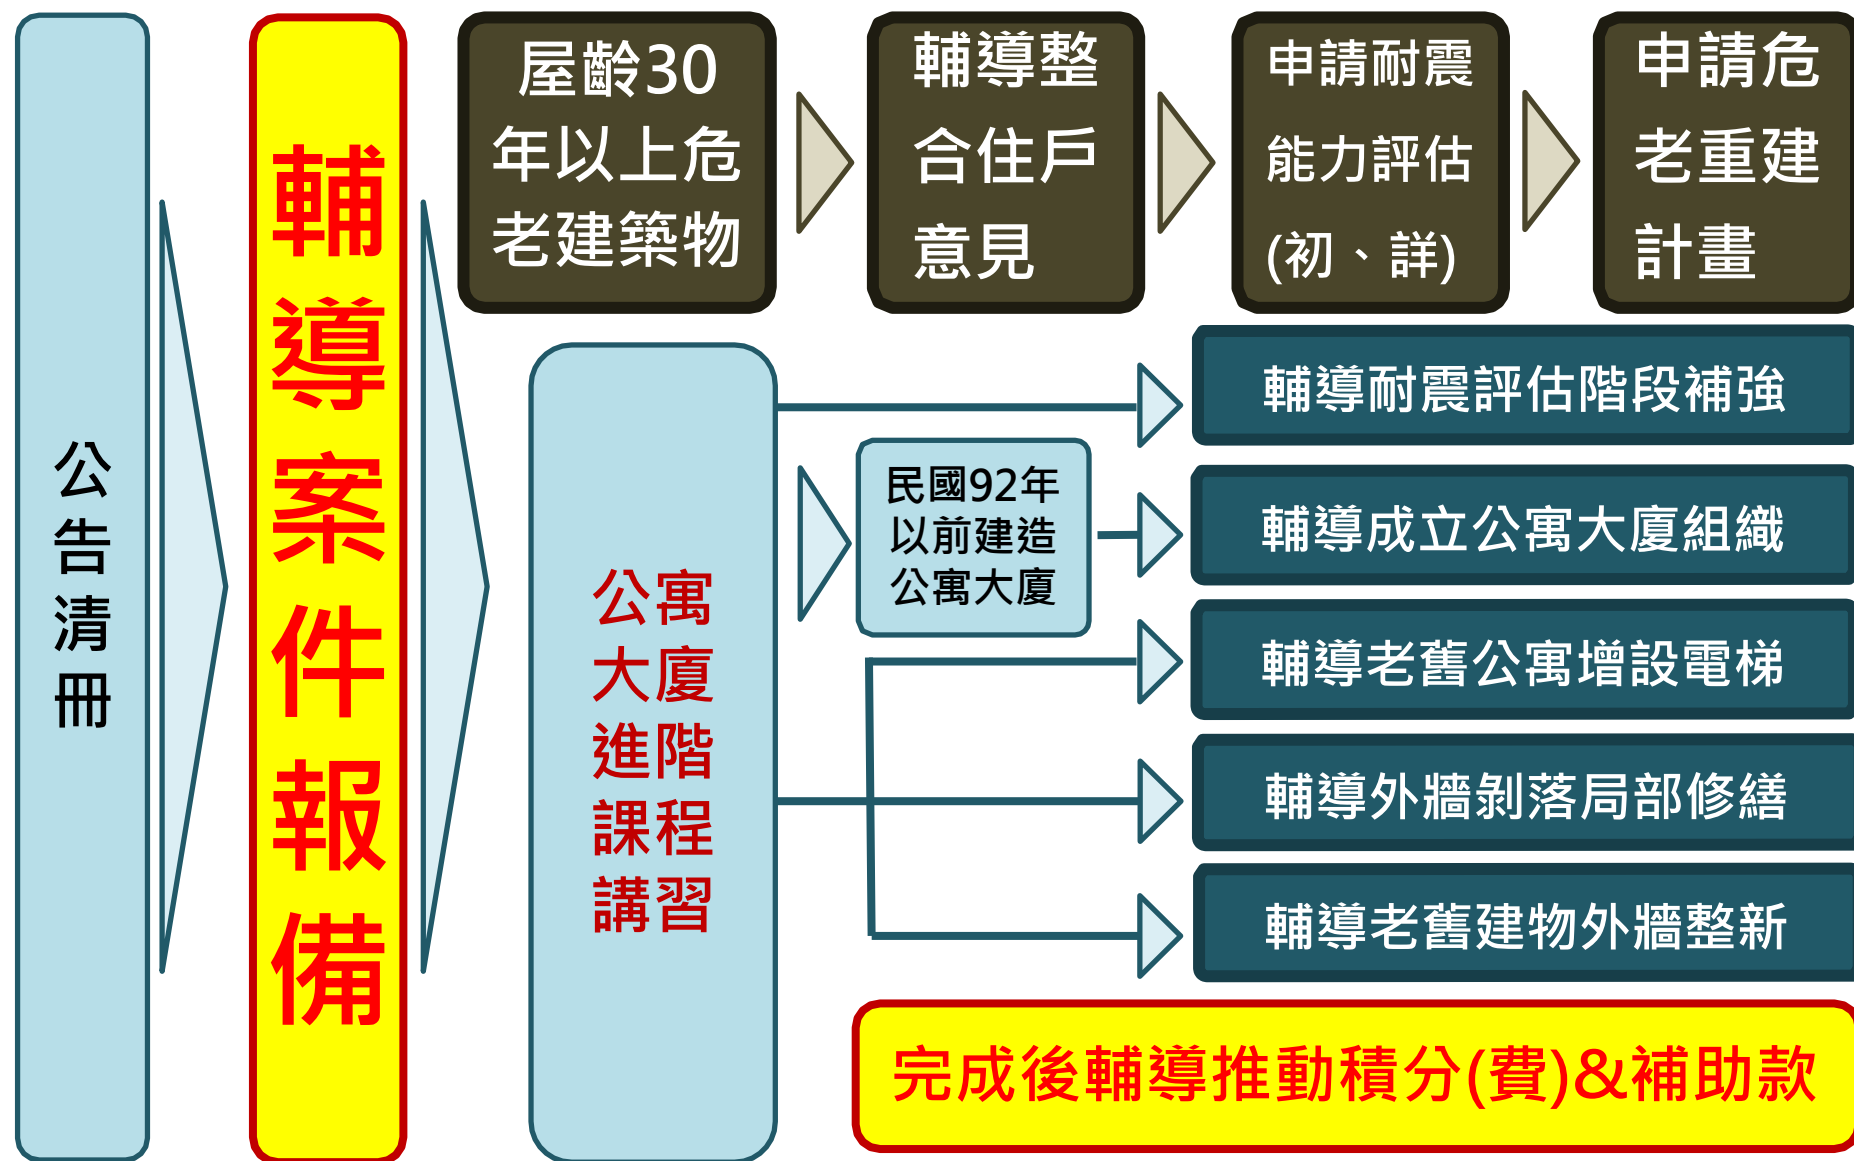 公
告
清
冊
輔
導
案
件
報
備
屋齡30
年以上危
老建築物
輔導整
合住戶
意見
申請耐震
能力評估
(初、詳)
申請危
老重建
計畫
公寓
大廈
進階
課程
講習
民國92年
以前建造
公寓大廈
輔導耐震評估階段補強
輔導成立公寓大廈組織
輔導老舊公寓增設電梯
輔導外牆剝落局部修繕
輔導老舊建物外牆整新
完成後輔導推動積分(費)&補助款